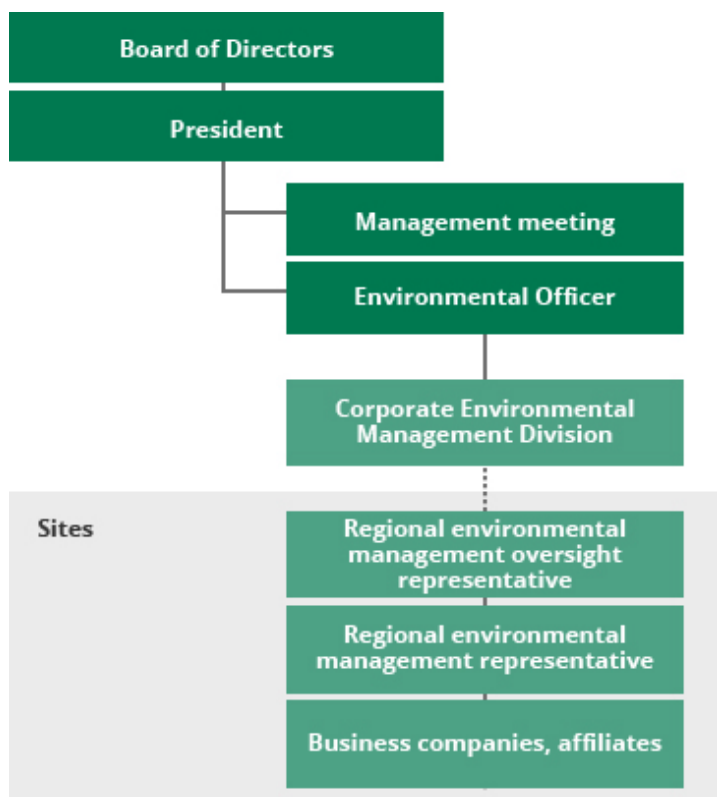 Board of Directors
President
Management meeting
Environmental Officer
Corporate Environmental
Management Division
Sites
Regional environmental
management oversight
representative
Regional environmental
management representative
Business companies, affiliates